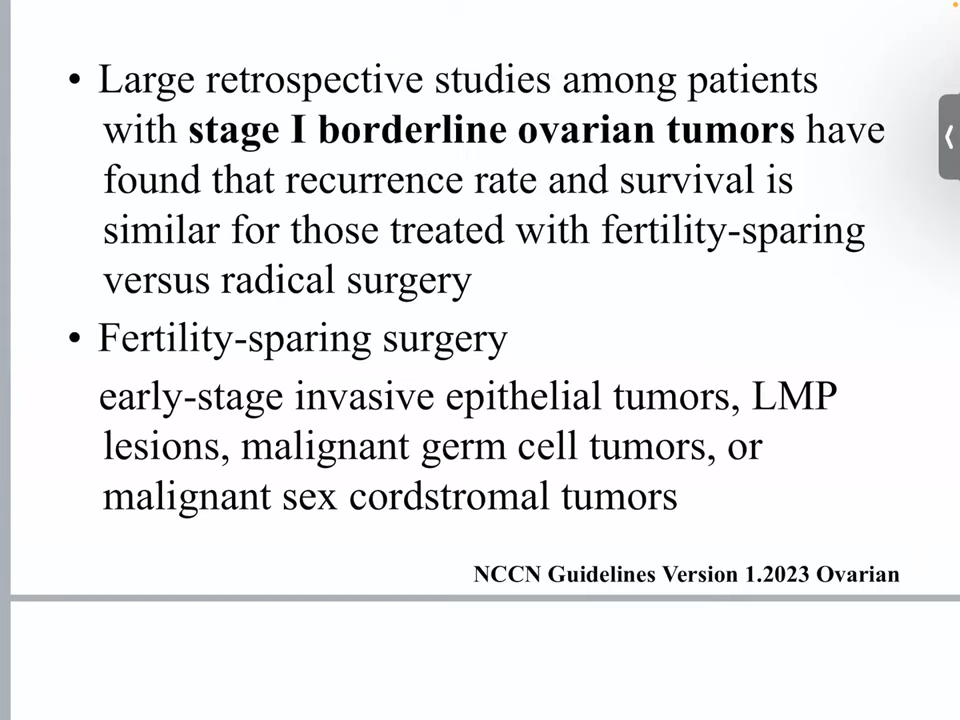 • Large retrospective studies among patients
with stage I borderline ovarian tumors have
found that recurrence rate and survival is
similar for those treated with fertility-sparing
versus radical surgery
• Fertility-sparing surgery
early-stage invasive epithelial tumors, LMP
lesions, malignant germ cell tumors, or
malignant sex cordstromal tumors
NCCN Guidelines Version 1.2023 Ovarian